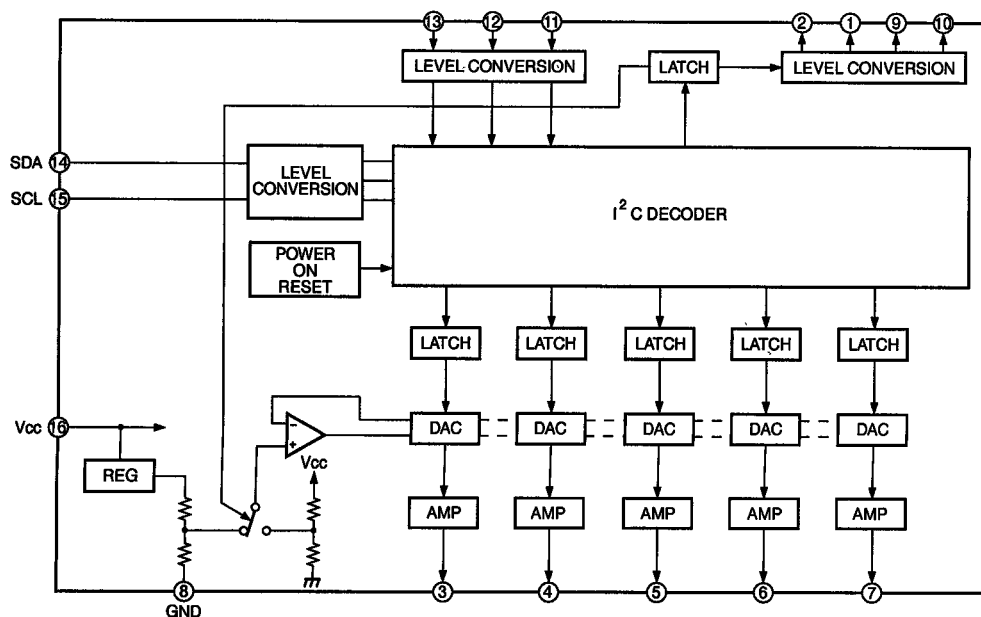 13 12 11 2 1 9 10
LEVEL CONVERSION LATCH LEVEL CONVERSION
SDA 14
LEVEL
CONVERSION
SCL 15
I² C DECODER
POWER
ON
RESET
LATCH LATCH LATCH LATCH LATCH
Vcc 16
- DAC DAC DAC DAC DAC
+
Vcc
REG
AMP AMP AMP AMP AMP
8 3 4 5 6 7
GND